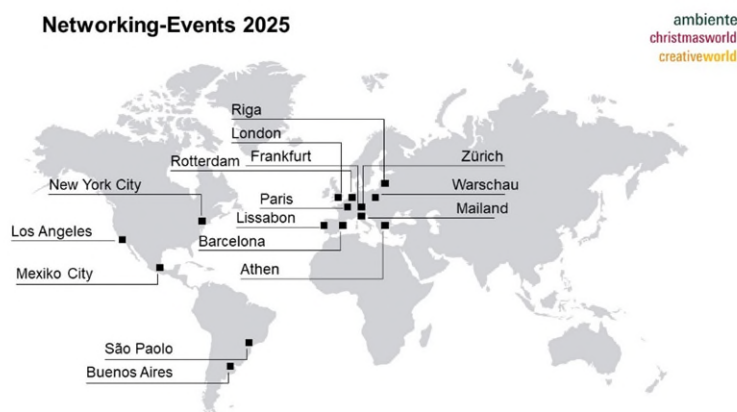 Networking-Events 2025
ambiente
christmasworld
creativeworld
Riga
London
Rotterdam
Frankfurt
Zürich
New York City
Paris
Warschau
Lissabon
Mailand
Los Angeles
Barcelona
Mexiko City
Athen
São Paolo
Buenos Aires